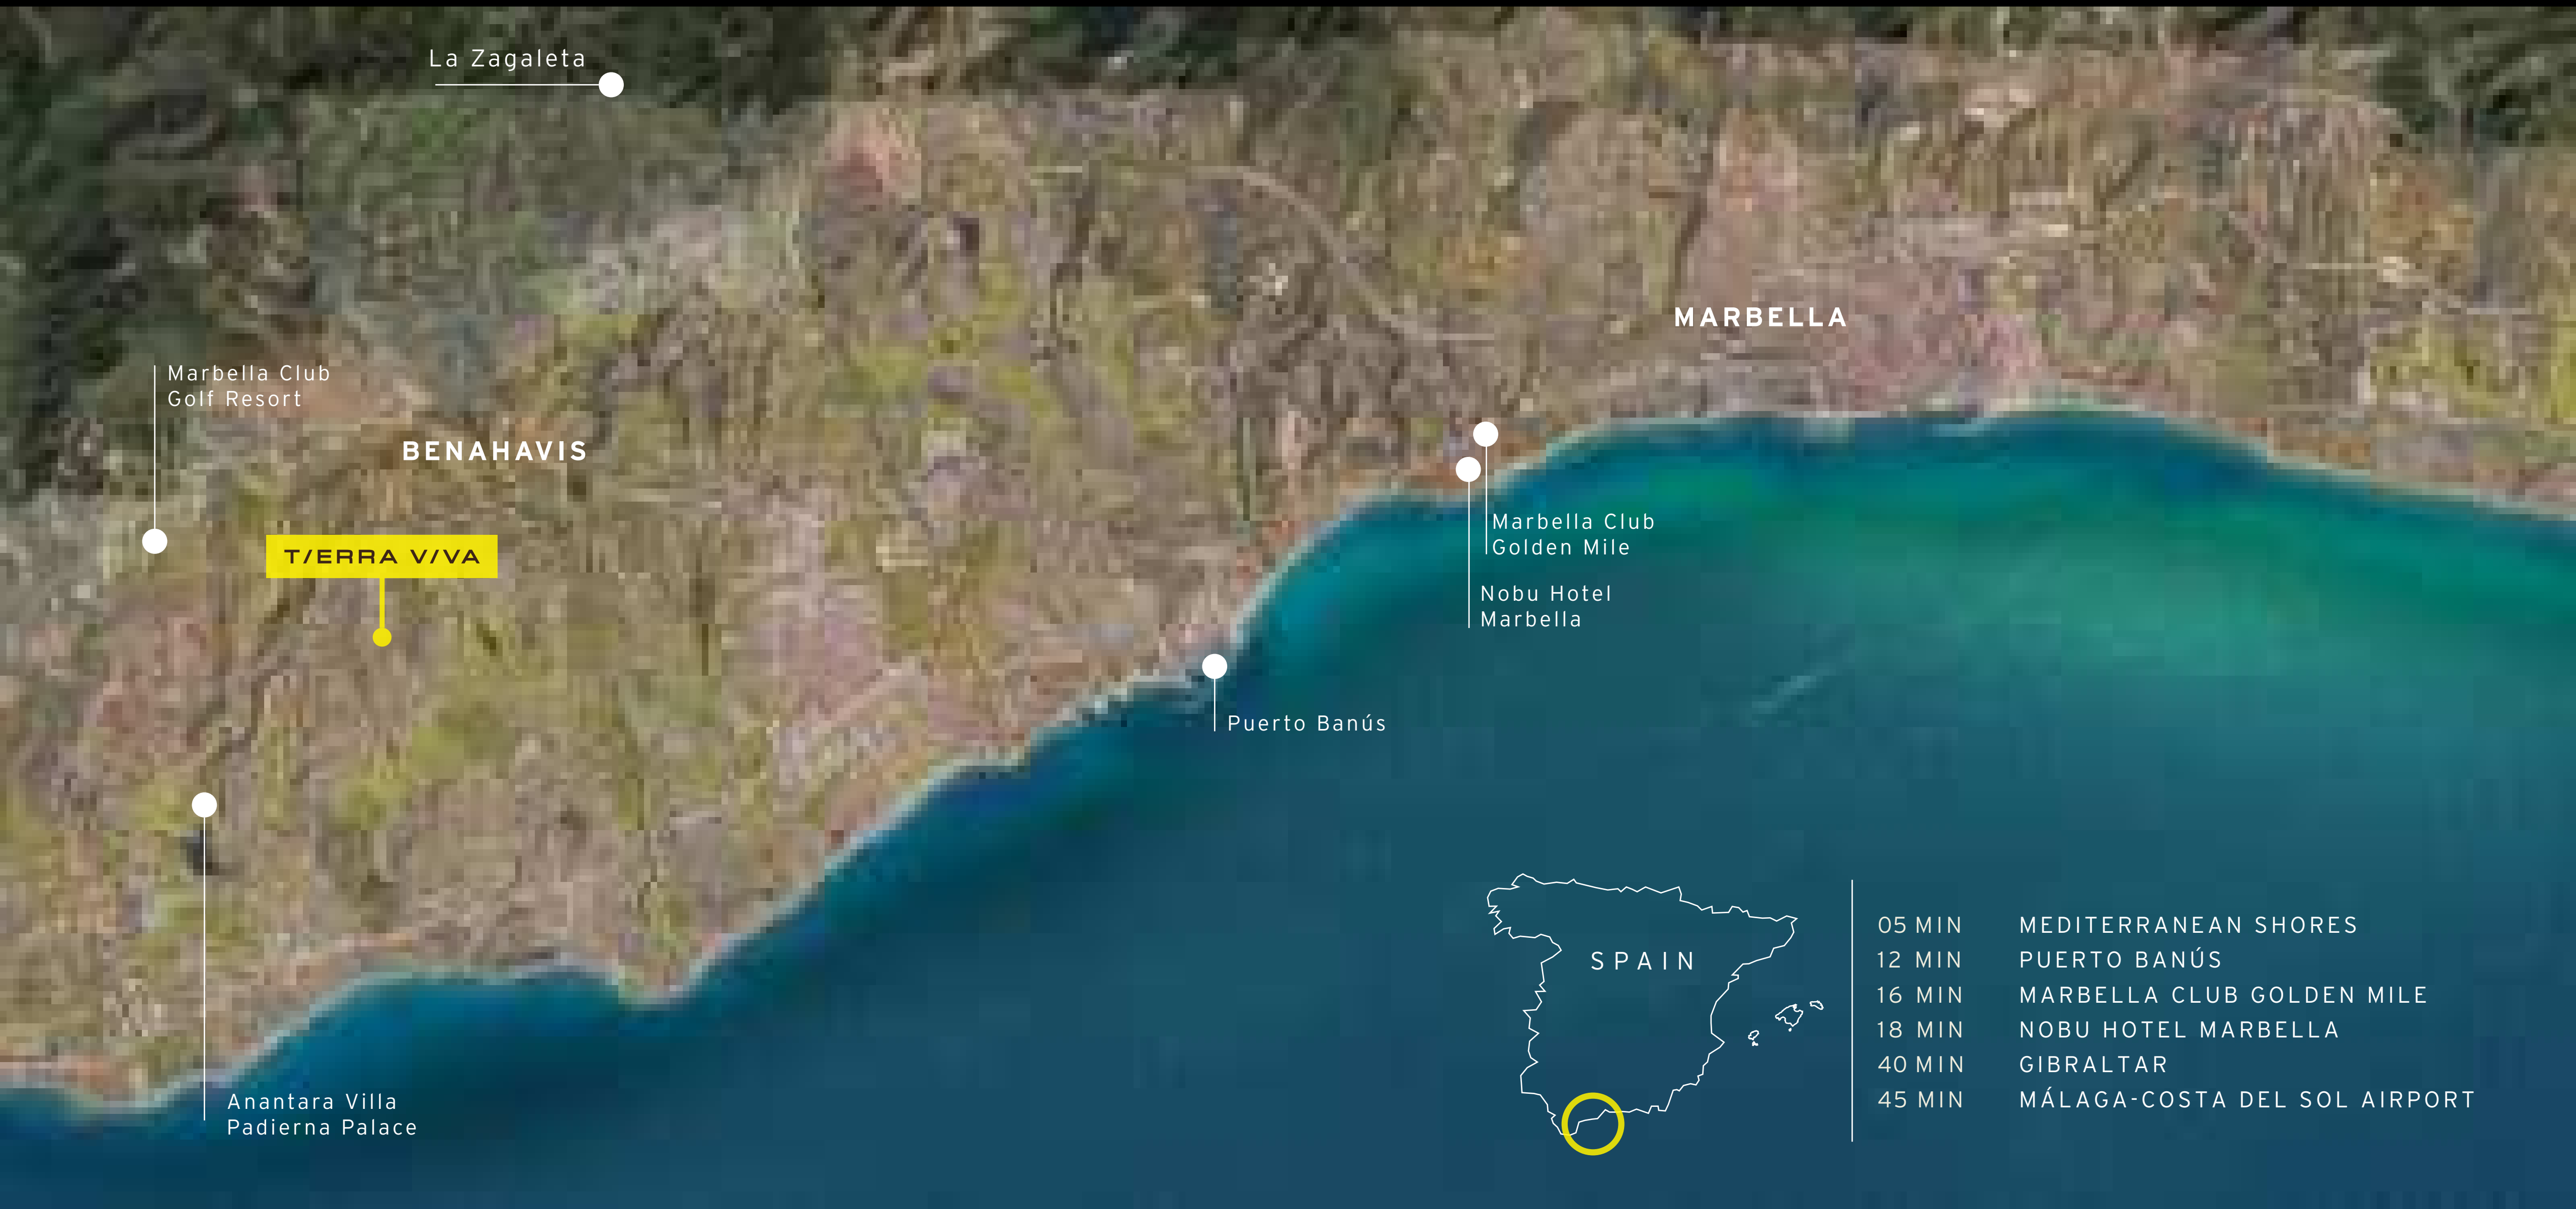 La Zagaleta
MARBELLA
Marbella Club
Golf Resort
BENAHAVIS
T/ERRA V/VA
Marbella Club
Golden Mile
Nobu Hotel
Marbella
Puerto Banús
Anantara Villa
Padierna Palace
SPAIN
05 MIN MEDITERRANEAN SHORES
12 MIN PUERTO BANÚS
16 MIN MARBELLA CLUB GOLDEN MILE
18 MIN NOBU HOTEL MARBELLA
40 MIN GIBRALTAR
45 MIN MÁLAGA-COSTA DEL SOL AIRPORT